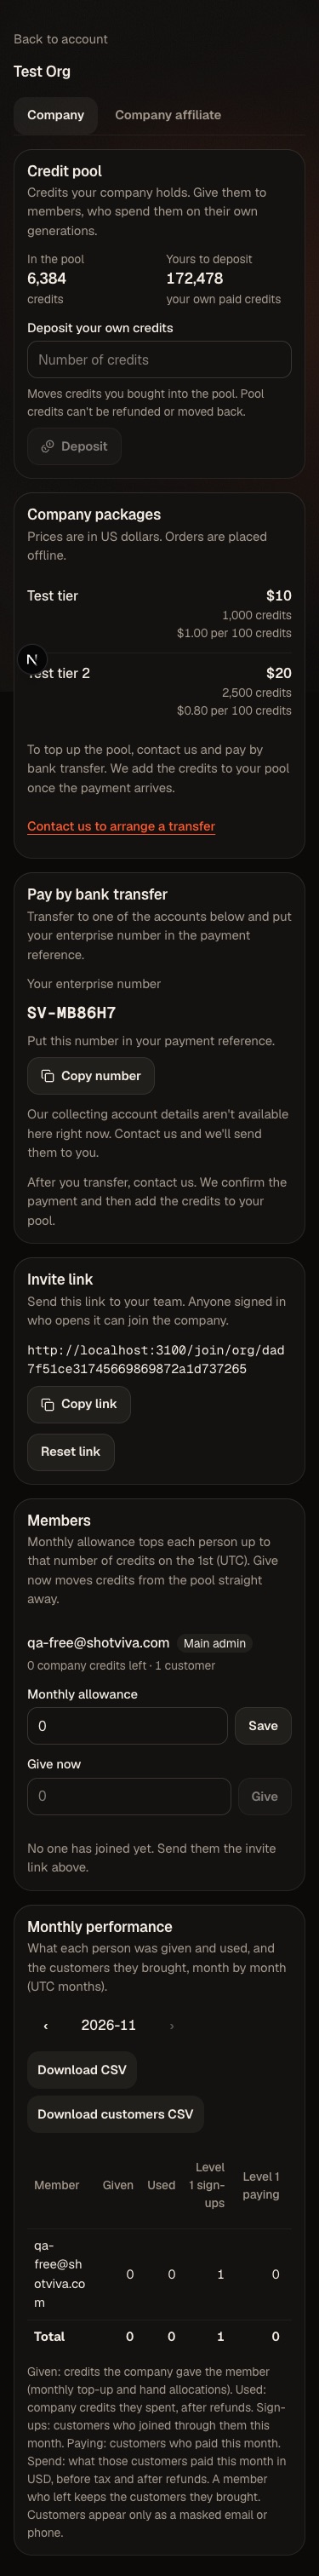 Back to account
Test Org
Company Company affiliate
Credit pool
Credits your company holds. Give them to
members, who spend them on their own
generations.
In the pool Yours to deposit
6,384 172,478
credits your own paid credits
Deposit your own credits
Number of credits
Moves credits you bought into the pool. Pool
credits can't be refunded or moved back.
Deposit
Company packages
Prices are in US dollars. Orders are placed
offline.
Test tier $10
1,000 credits
$1.00 per 100 credits
N
est tier 2 $20
2,500 credits
$0.80 per 100 credits
To top up the pool, contact us and pay by
bank transfer. We add the credits to your pool
once the payment arrives.
Contact us to arrange a transfer
Pay by bank transfer
Transfer to one of the accounts below and put
your enterprise number in the payment
reference.
Your enterprise number
SV-MB86H7
Put this number in your payment reference.
Copy number
Our collecting account details aren't available
here right now. Contact us and we'll send
them to you.
After you transfer, contact us. We confirm the
payment and then add the credits to your
pool.
Invite link
Send this link to your team. Anyone signed in
who opens it can join the company.
http://localhost:3100/join/org/dad
7f51ce31745669869872a1d737265
Copy link
Reset link
Members
Monthly allowance tops each person up to
that number of credits on the 1st (UTC). Give
now moves credits from the pool straight
away.
qa-free@shotviva.com Main admin
0 company credits left · 1 customer
Monthly allowance
0 Save
Give now
0 Give
No one has joined yet. Send them the invite
link above.
Monthly performance
What each person was given and used, and
the customers they brought, month by month
(UTC months).
‹ 2026-11 ›
Download CSV
Download customers CSV
Level
Member Given Used 1 sign- Level 1
ups paying
qa-
free@sh
otviva.co
m 0 0 1 0
Total 0 0 1 0
Given: credits the company gave the member
(monthly top-up and hand allocations). Used:
company credits they spent, after refunds. Sign-
ups: customers who joined through them this
month. Paying: customers who paid this month.
Spend: what those customers paid this month in
USD, before tax and after refunds. A member
who left keeps the customers they brought.
Customers appear only as a masked email or
phone.